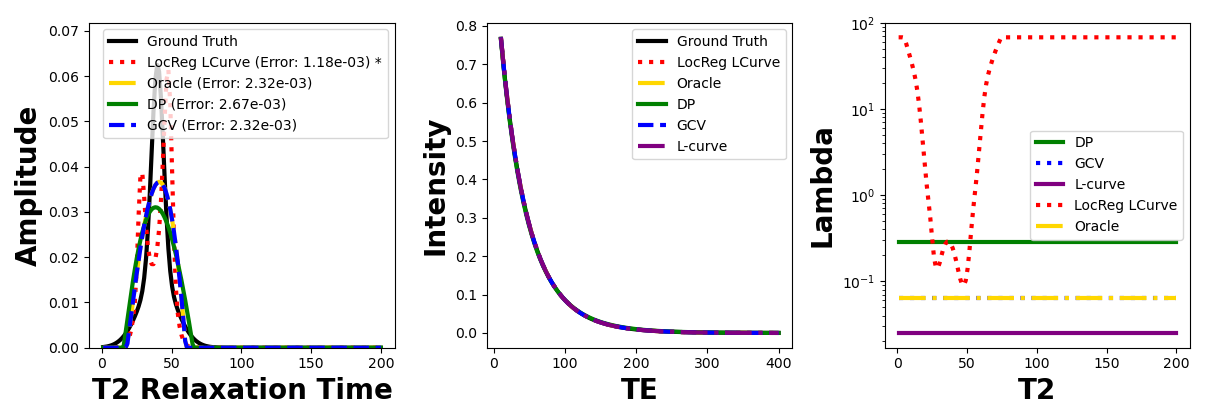 Amplitude
0.07
0.06
0.05
0.04
0.03
0.02
0.01
0.00
Ground Truth
LocReg LCurve (Error: 1.18e-03) *
Oracle (Error: 2.32e-03)
DP (Error: 2.67e-03)
GCV (Error: 2.32e-03)
0 50 100 150 200
T2 Relaxation Time
Intensity
0.8
0.7
0.6
0.5
0.4
0.3
0.2
0.1
0.0
Ground Truth
LocReg LCurve
Oracle
DP
GCV
L-curve
0 100 200 300 400
TE
Lambda
10²
10¹
10⁰
10⁻¹
DP
GCV
L-curve
LocReg LCurve
Oracle
0 50 100 150 200
T2